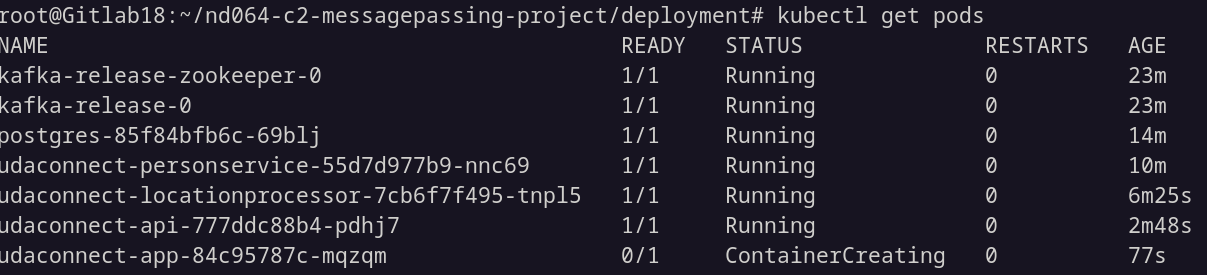 root@Gitlab18:~/nd064-c2-messagepassing-project/deployment# kubectl get pods
NAME READY STATUS RESTARTS AGE
kafka-release-zookeeper-0 1/1 Running 0 23m
kafka-release-0 1/1 Running 0 23m
postgres-85f84bfb6c-69blj 1/1 Running 0 14m
udaconnect-personservice-55d7d977b9-nnc69 1/1 Running 0 10m
udaconnect-locationprocessor-7cb6f7f495-tnpl5 1/1 Running 0 6m25s
udaconnect-api-777ddc88b4-pdhj7 1/1 Running 0 2m48s
udaconnect-app-84c95787c-mqzqm 0/1 ContainerCreating 0 77s